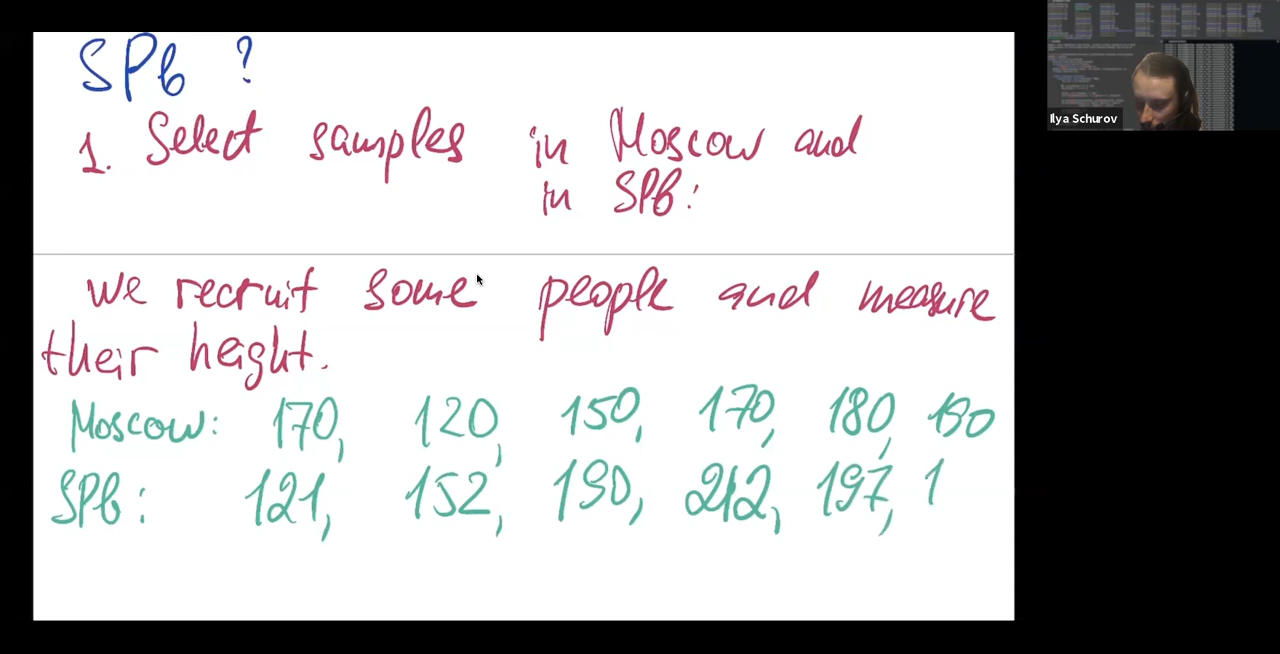 SPb ?
1. Select samples in Moscow and
in SPb:
we recruit some people and measure
their height.
Moscow: 170, 120, 150, 170, 180, 190
SPb: 121, 152, 190, 212, 197, 1
Ilya Schurov